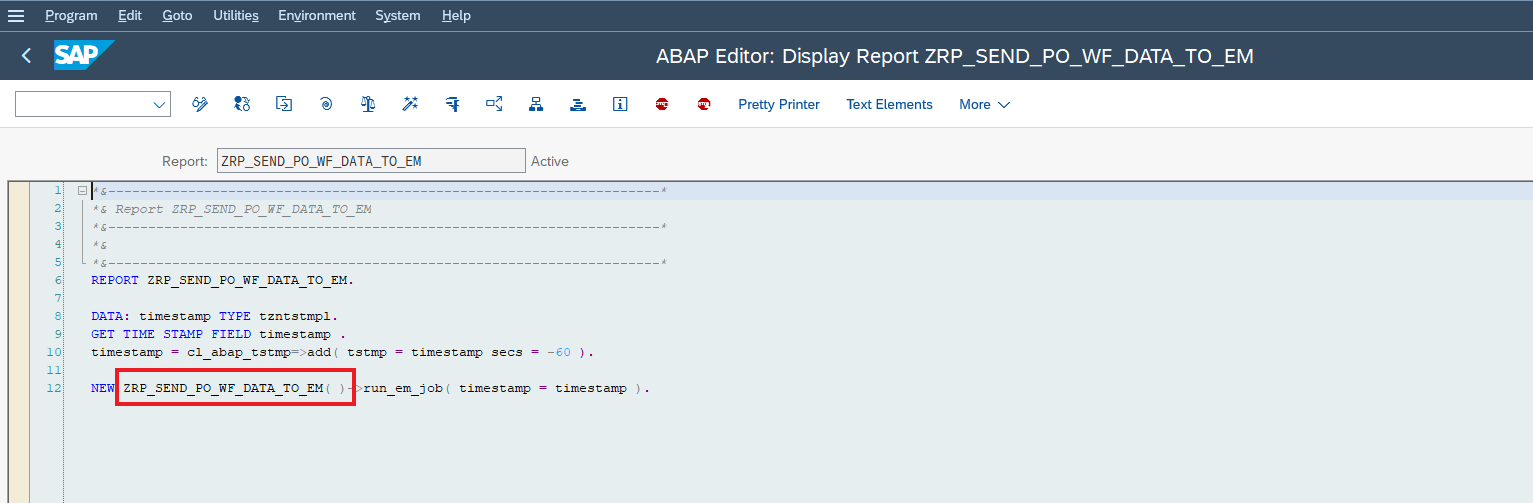 Program Edit Goto Utilities Environment System Help
SAP ABAP Editor: Display Report ZRP_SEND_PO_WF_DATA_TO_EM
Pretty Printer Text Elements More
Report: ZRP_SEND_PO_WF_DATA_TO_EM Active
1 *&---------------------------------------------------------------------*
2 *& Report ZRP_SEND_PO_WF_DATA_TO_EM
3 *&---------------------------------------------------------------------*
4 *&
5 *&---------------------------------------------------------------------*
6 REPORT ZRP_SEND_PO_WF_DATA_TO_EM.
7
8 DATA: timestamp TYPE tzntstmpl.
9 GET TIME STAMP FIELD timestamp .
10 timestamp = cl_abap_tstmp=>add( tstmp = timestamp secs = -60 ).
11
12 NEW ZRP_SEND_PO_WF_DATA_TO_EM( )->run_em_job( timestamp = timestamp ).